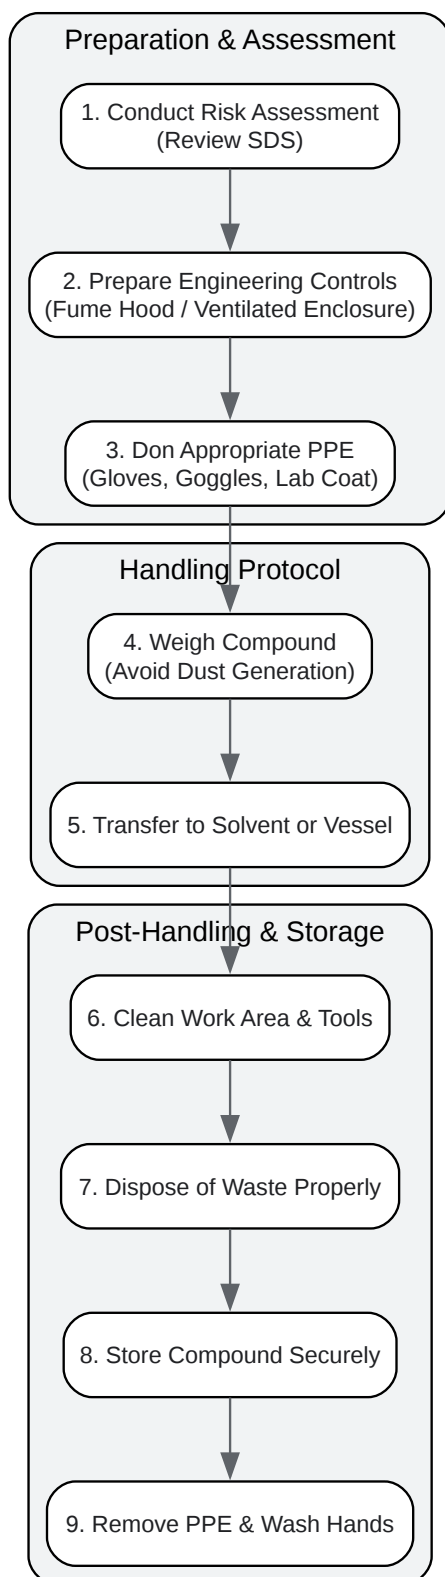 Preparation & Assessment
1. Conduct Risk Assessment
(Review SDS)
2. Prepare Engineering Controls
(Fume Hood / Ventilated Enclosure)
3. Don Appropriate PPE
(Gloves, Goggles, Lab Coat)
Handling Protocol
4. Weigh Compound
(Avoid Dust Generation)
5. Transfer to Solvent or Vessel
Post-Handling & Storage
6. Clean Work Area & Tools
7. Dispose of Waste Properly
8. Store Compound Securely
9. Remove PPE & Wash Hands